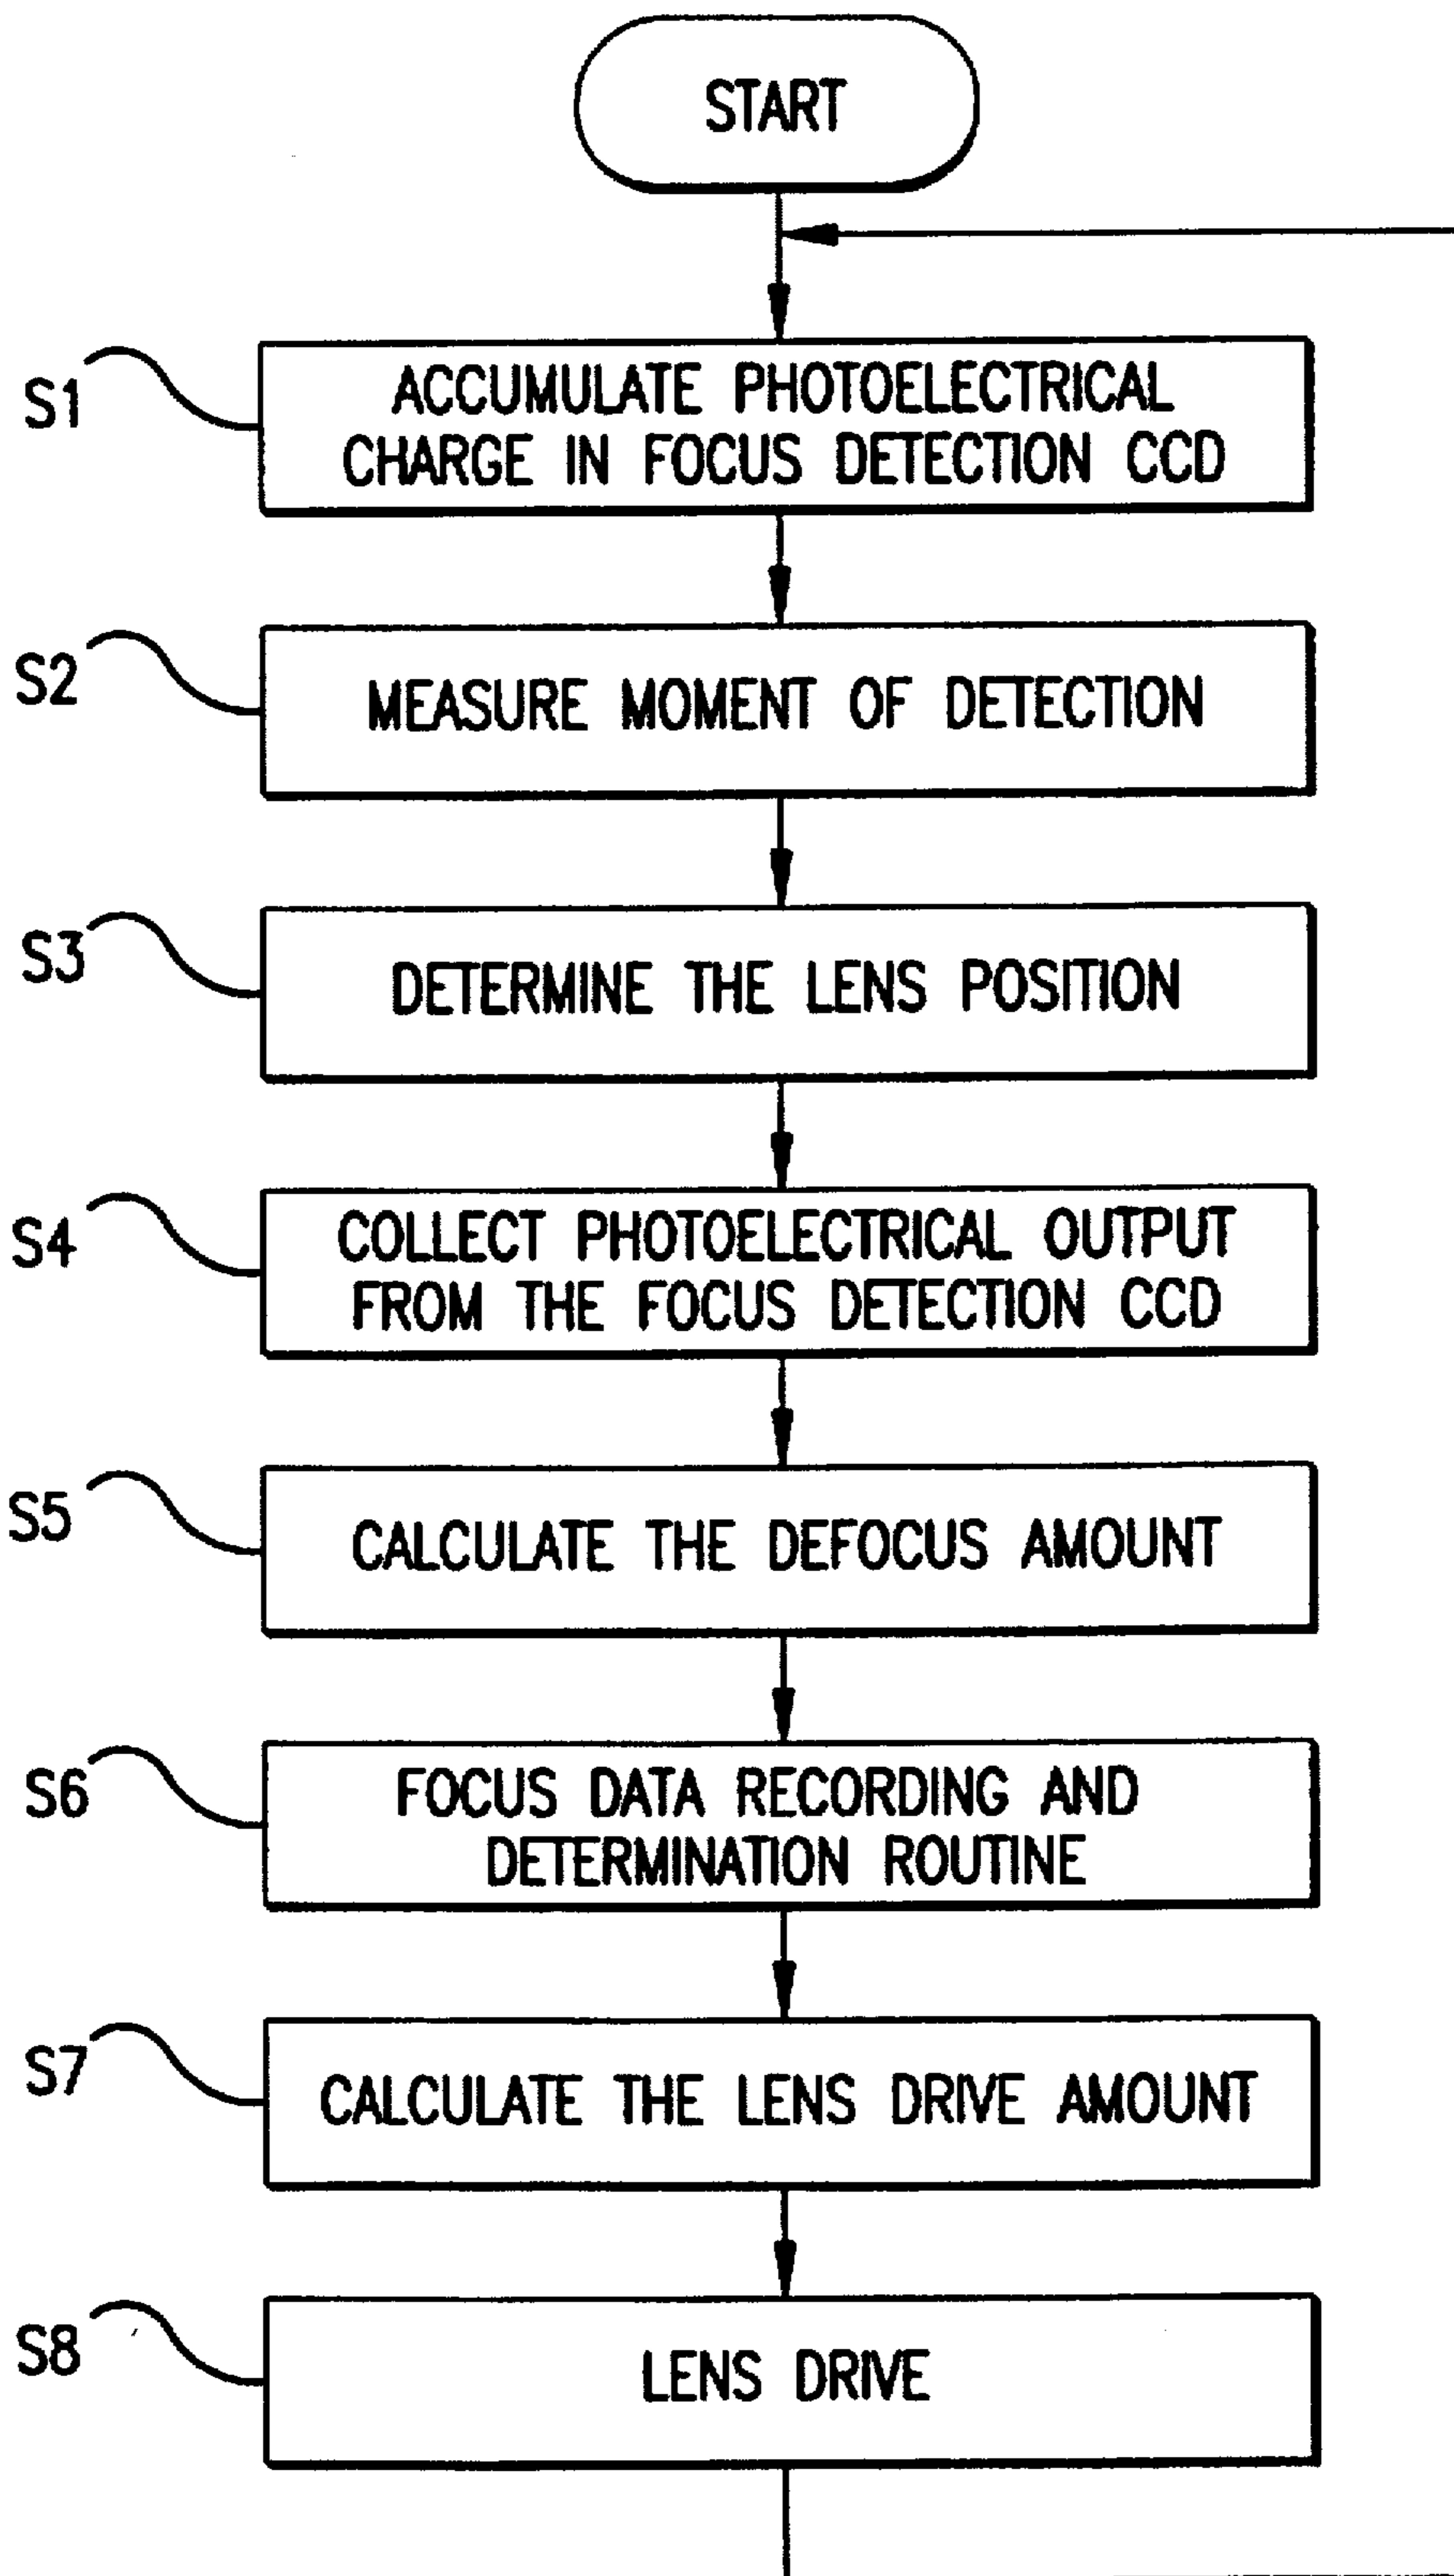 START
S1
ACCUMULATE PHOTOELECTRICAL
CHARGE IN FOCUS DETECTION CCD
S2
MEASURE MOMENT OF DETECTION
S3
DETERMINE THE LENS POSITION
S4
COLLECT PHOTOELECTRICAL OUTPUT
FROM THE FOCUS DETECTION CCD
S5
CALCULATE THE DEFOCUS AMOUNT
S6
FOCUS DATA RECORDING AND
DETERMINATION ROUTINE
S7
CALCULATE THE LENS DRIVE AMOUNT
S8
LENS DRIVE